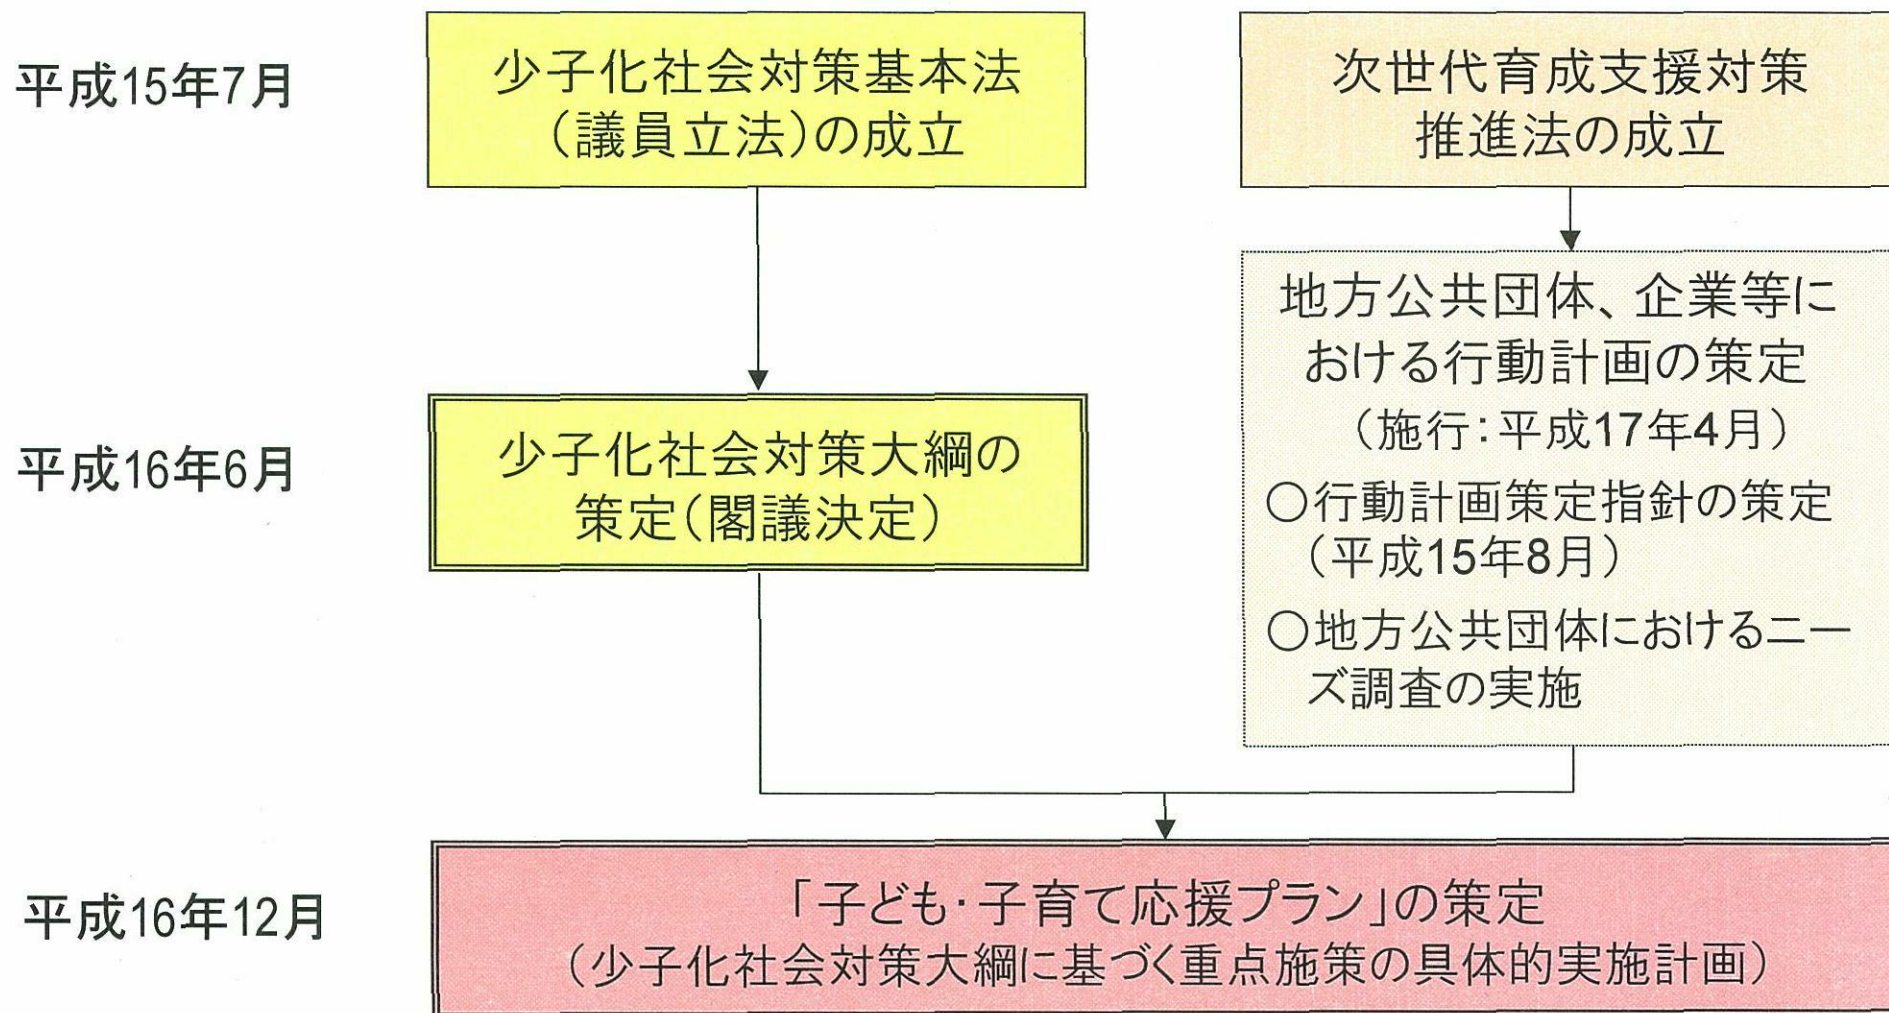 平成15年7月
少子化社会対策基本法
(議員立法)の成立
次世代育成支援対策
推進法の成立
平成16年6月
少子化社会対策大綱の
策定(閣議決定)
地方公共団体、企業等に
おける行動計画の策定
(施行:平成17年4月)
○行動計画策定指針の策定
(平成15年8月)
○地方公共団体におけるニー
ズ調査の実施
平成16年12月
「子ども・子育て応援プラン」の策定
(少子化社会対策大綱に基づく重点施策の具体的実施計画)